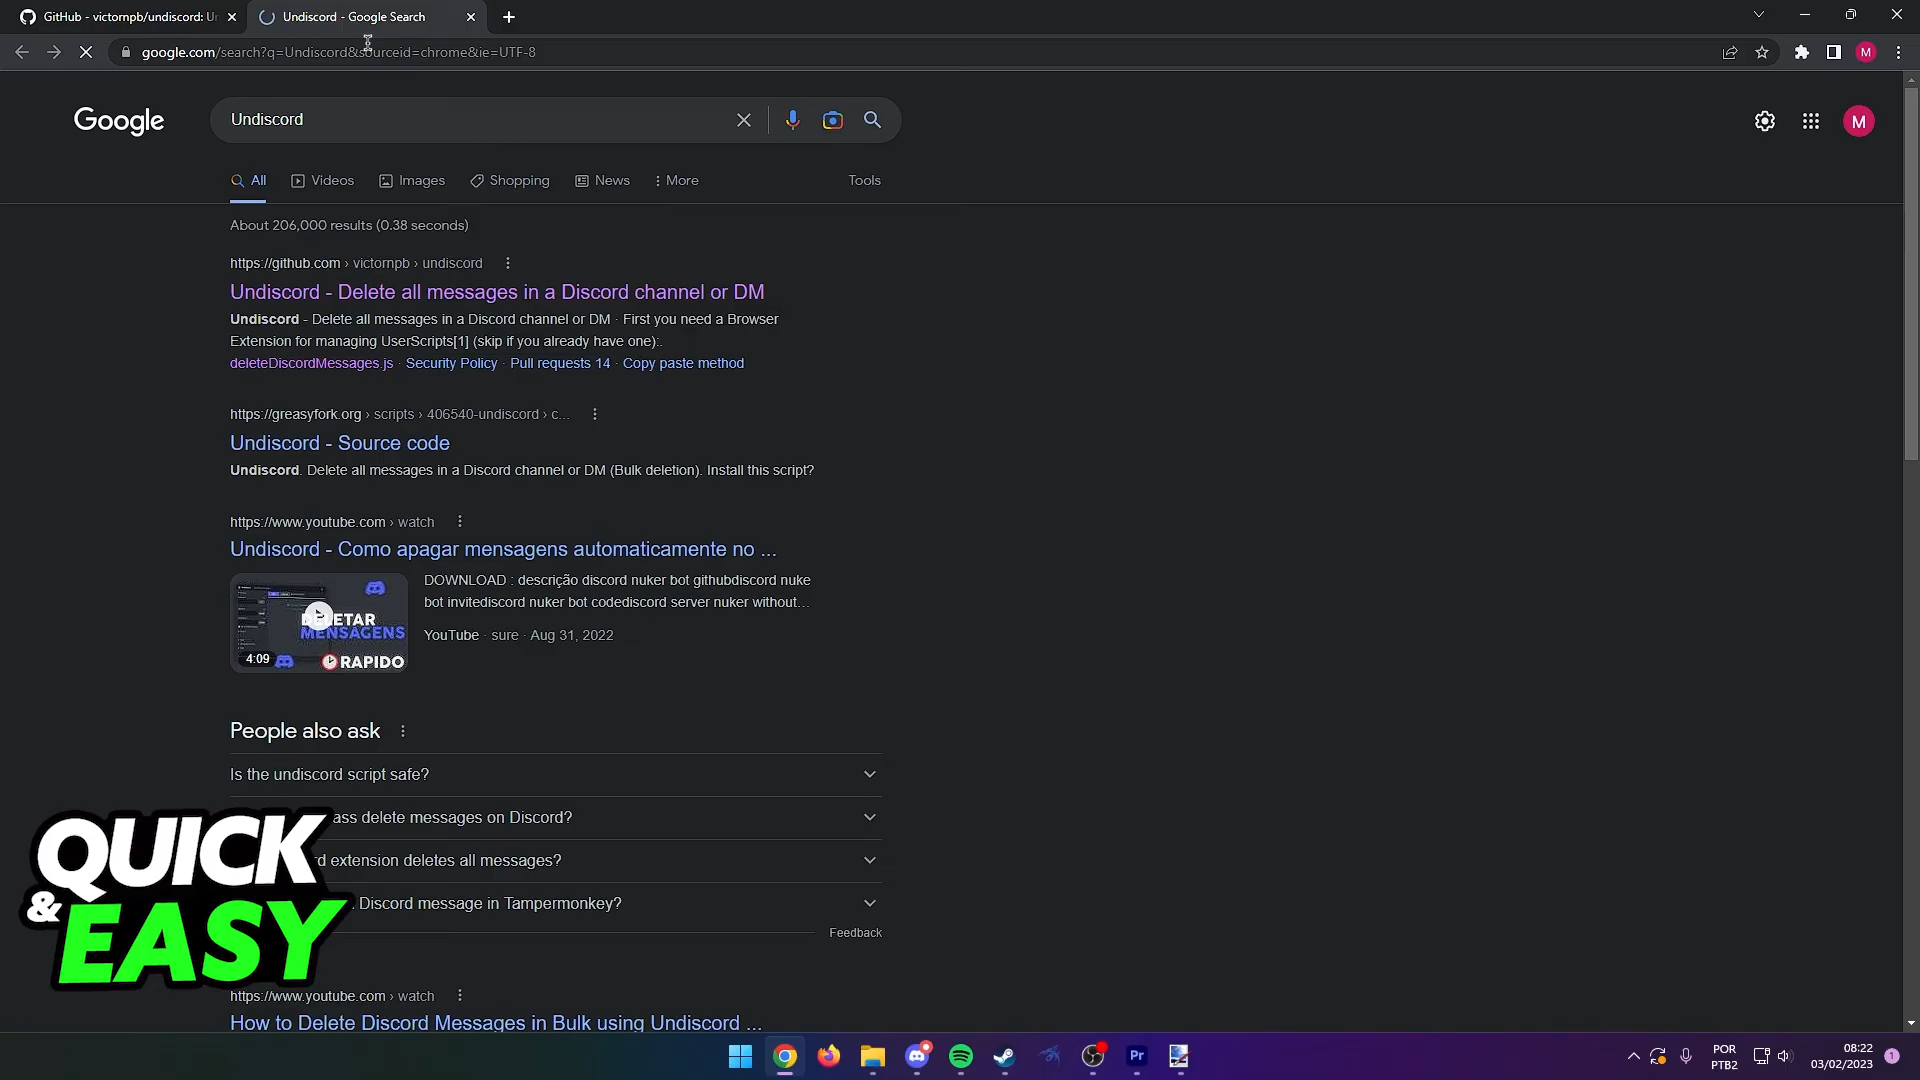 GitHub - victornpb/undiscord: Un
Undiscord - Google Search
google.com/search?q=Undiscord&sourceid=chrome&ie=UTF-8
M
Google
Undiscord
M
All
Videos
Images
Shopping
News
More
Tools
About 206,000 results (0.38 seconds)
https://github.com › victornpb › undiscord
Undiscord - Delete all messages in a Discord channel or DM
Undiscord - Delete all messages in a Discord channel or DM · First you need a Browser
Extension for managing UserScripts[1] (skip if you already have one):.
deleteDiscordMessages.js · Security Policy · Pull requests 14 · Copy paste method
https://greasyfork.org › scripts › 406540-undiscord › c...
Undiscord - Source code
Undiscord. Delete all messages in a Discord channel or DM (Bulk deletion). Install this script?
https://www.youtube.com › watch
Undiscord - Como apagar mensagens automaticamente no ...
DOWNLOAD : descrição discord nuker bot githubdiscord nuke
bot invitediscord nuker bot codediscord server nuker without...
YouTube · sure · Aug 31, 2022
MENSAGENS
4:09
RAPIDO
People also ask
Is the undiscord script safe?
ass delete messages on Discord?
d extension deletes all messages?
Discord message in Tampermonkey?
Feedback
QUICK
&
EASY
https://www.youtube.com › watch
How to Delete Discord Messages in Bulk using Undiscord ...
Pr
POR
PTB2
08:22
03/02/2023
1